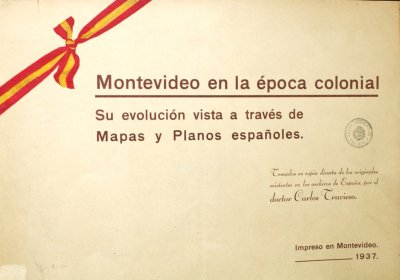 Montevideo en la época colonial
Su evolución vista a través de
Mapas y Planos españoles.
Tomados en copia directa de los originales
existentes en los archivos de España, por el
doctor Carlos Travieso.
Impreso en Montevideo.
1937.